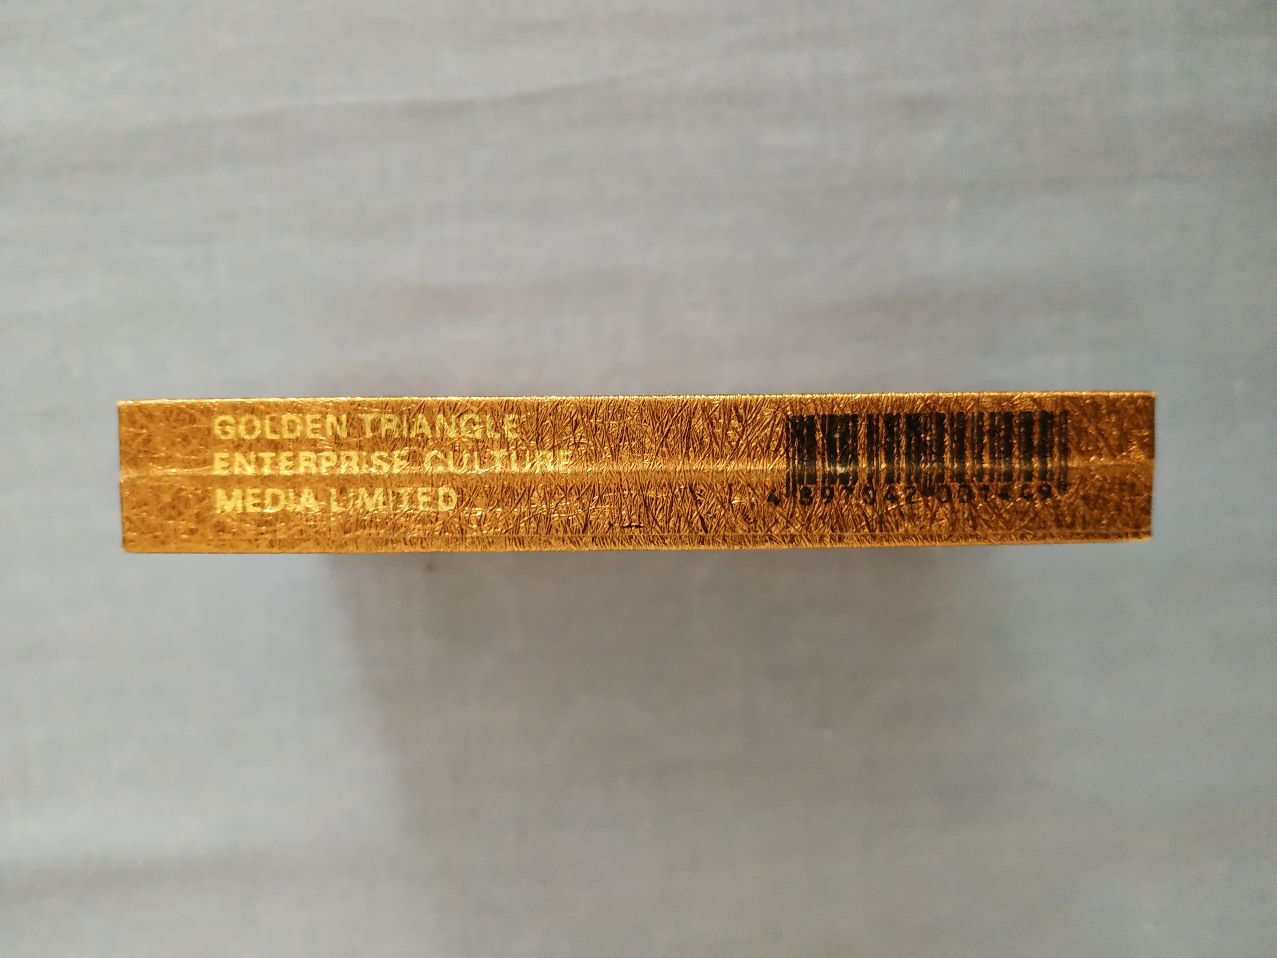 GOLDEN TRIANGLE
ENTERPRISE CULTURE
MEDIA LIMITED